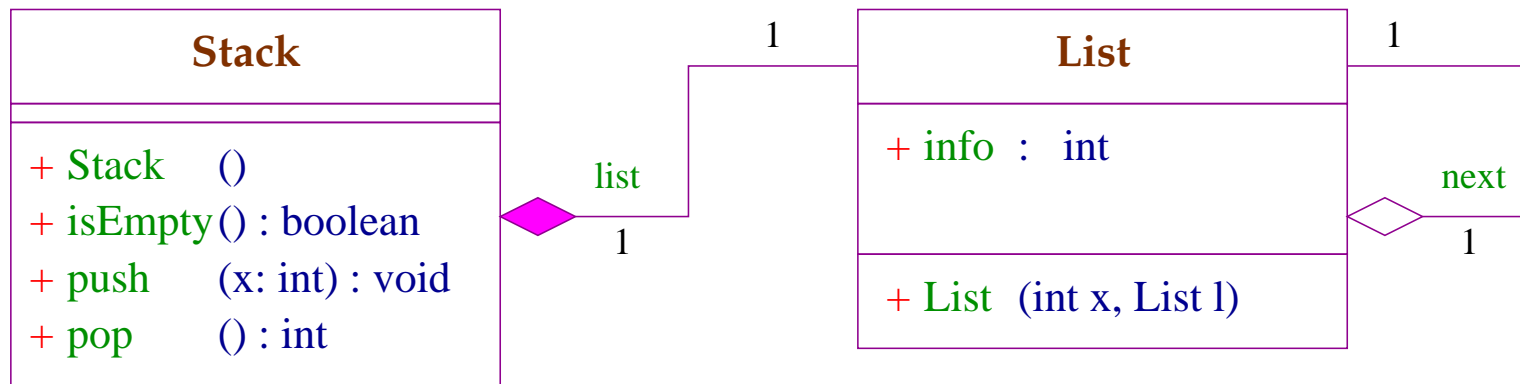 Stack
+ Stack ()
+ isEmpty () : boolean
+ push (x: int) : void
+ pop () : int
list
1
1
List
+ info : int
+ List (int x, List l)
1
next
1